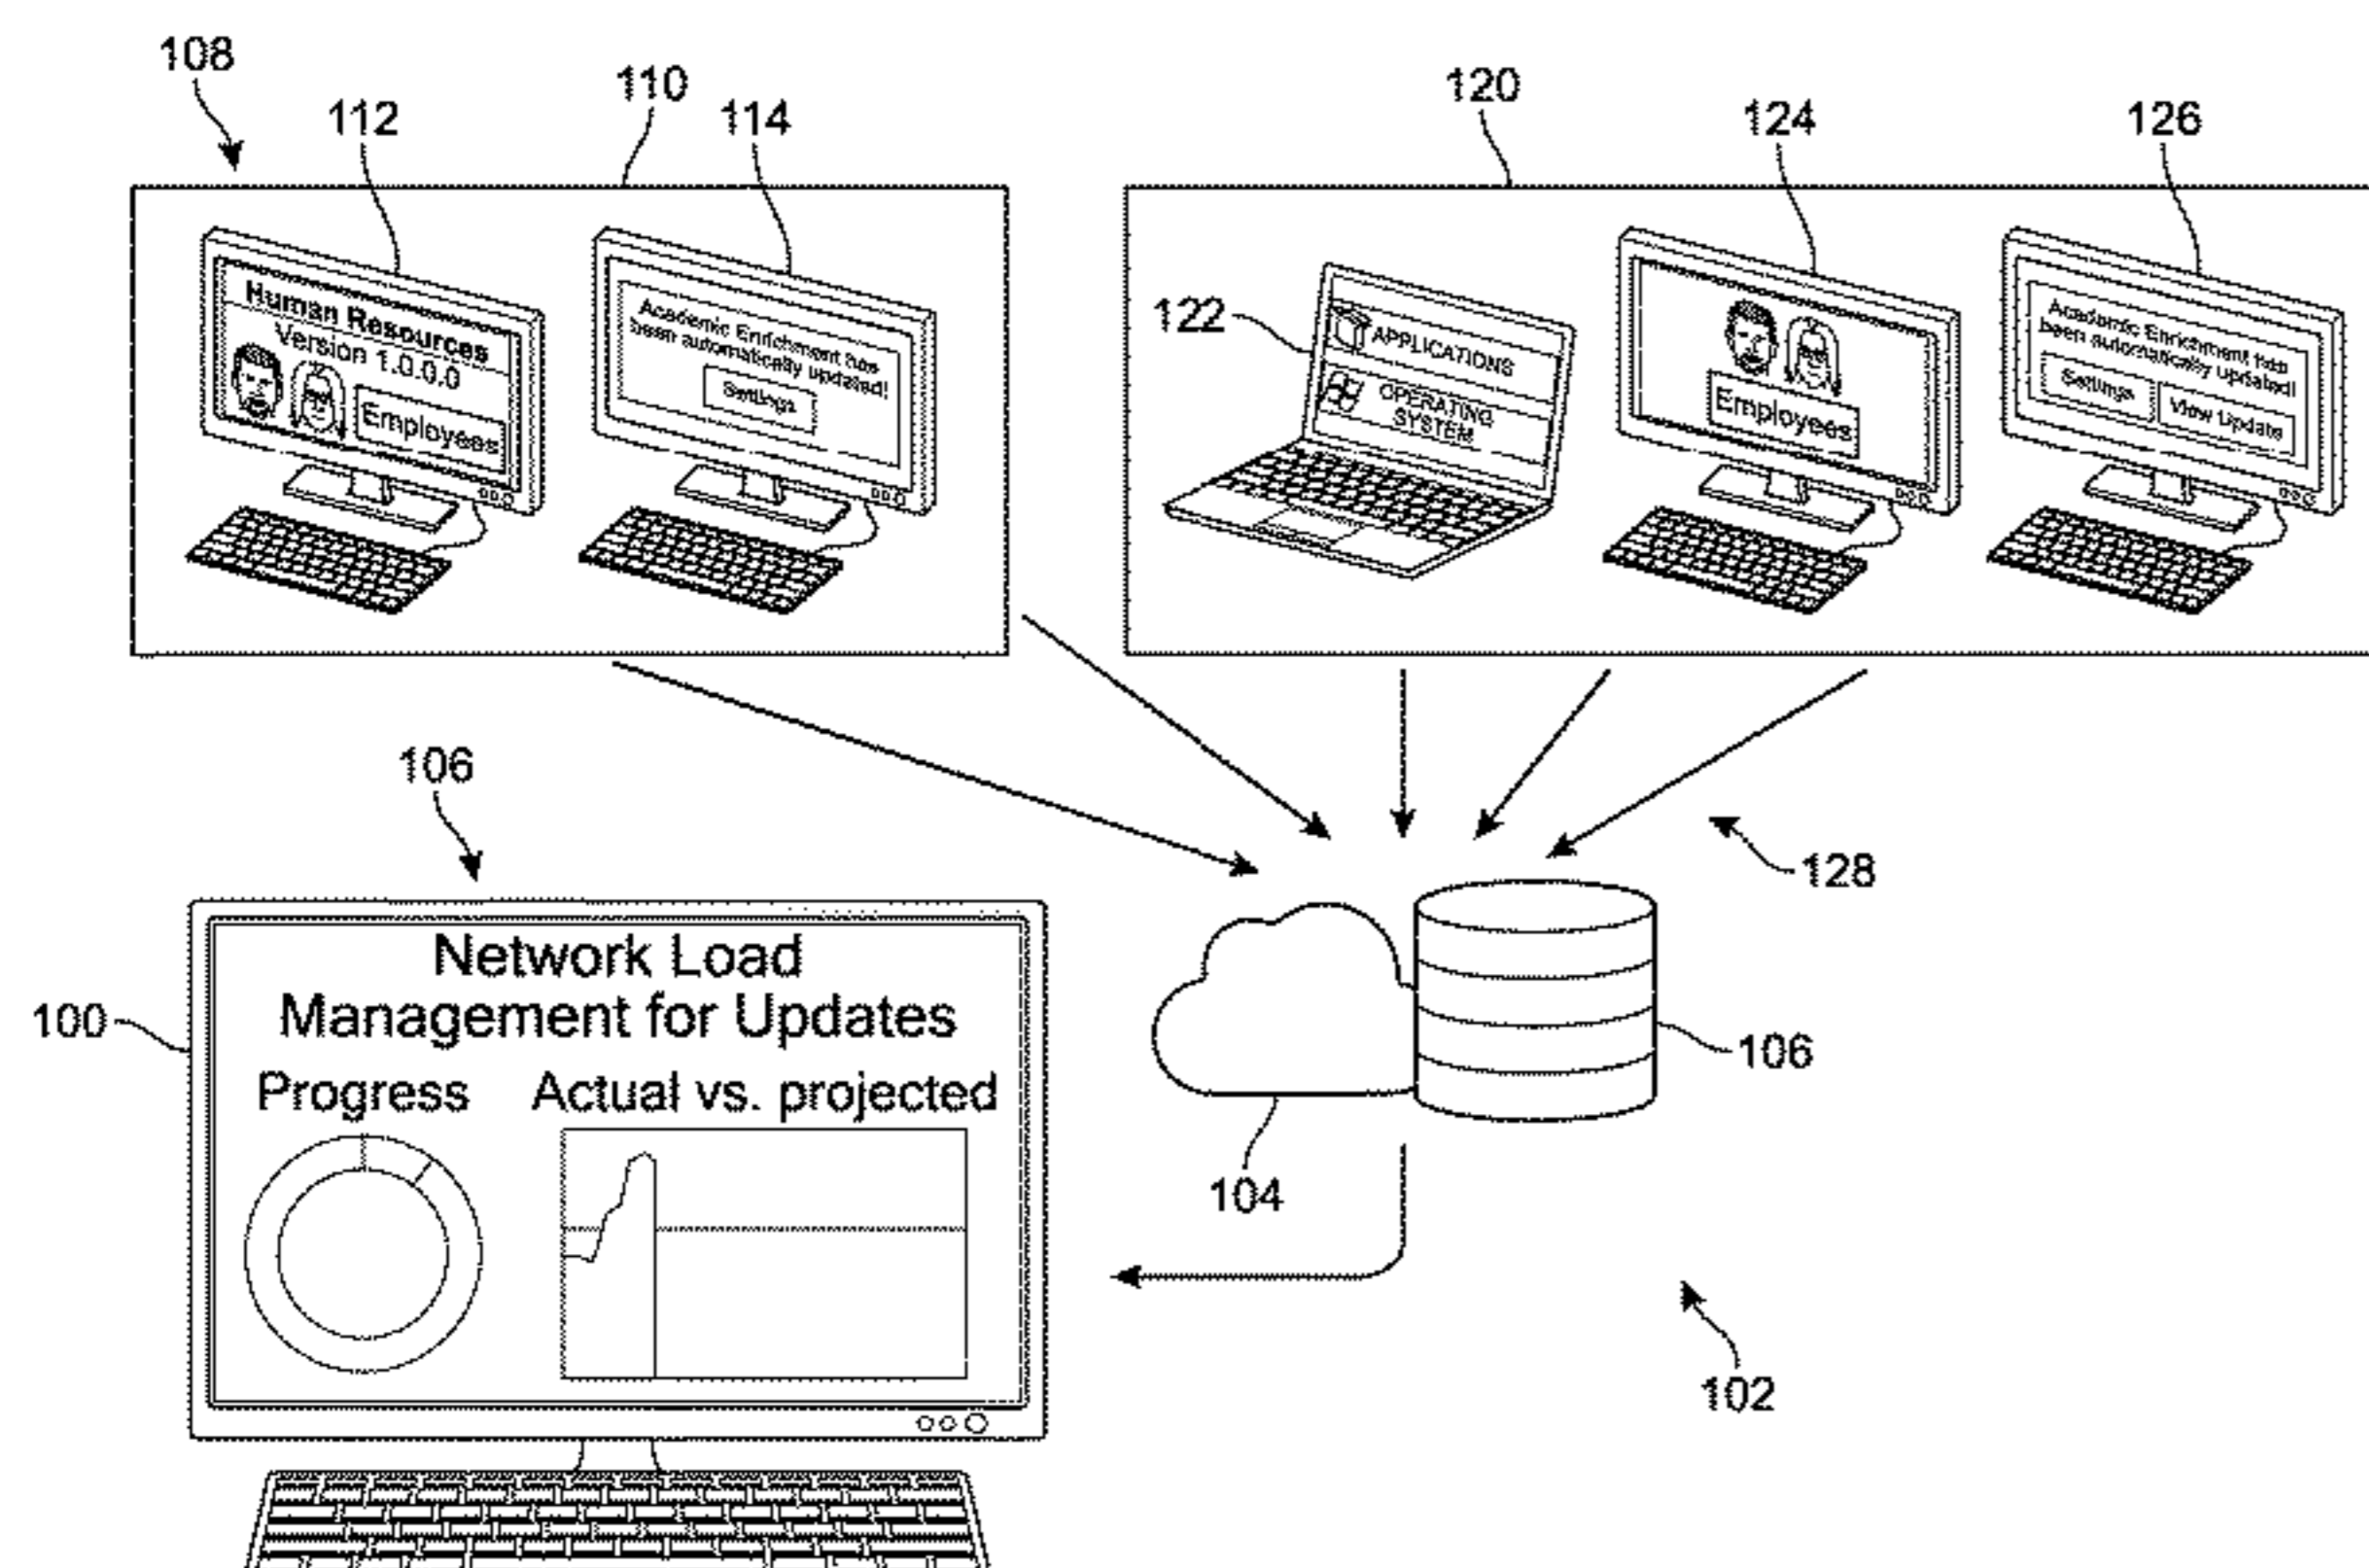 108
110
112
114
120
124
126
Human Resources
Version 1.0.0.0
Employees
Academic Enrichment has
been automatically updated!
Settings
122
APPLICATIONS
OPERATING
SYSTEM
Employees
Academic Enrichment has
been automatically updated!
Settings
View Update
106
128
100
Network Load
Management for Updates
Progress
Actual vs. projected
106
104
102